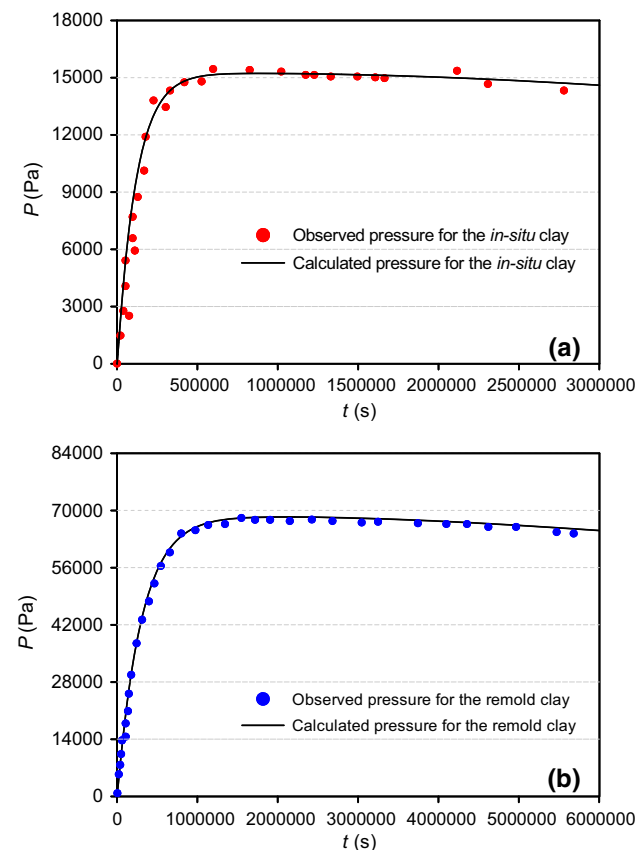 18000
15000
12000
9000
6000
3000
0
P (Pa)
Observed pressure for the in-situ clay
Calculated pressure for the in-situ clay
(a)
0 500000 1000000 1500000 2000000 2500000 3000000
t (s)
84000
70000
56000
42000
28000
14000
0
P (Pa)
Observed pressure for the remold clay
Calculated pressure for the remold clay
(b)
0 1000000 2000000 3000000 4000000 5000000 6000000
t (s)